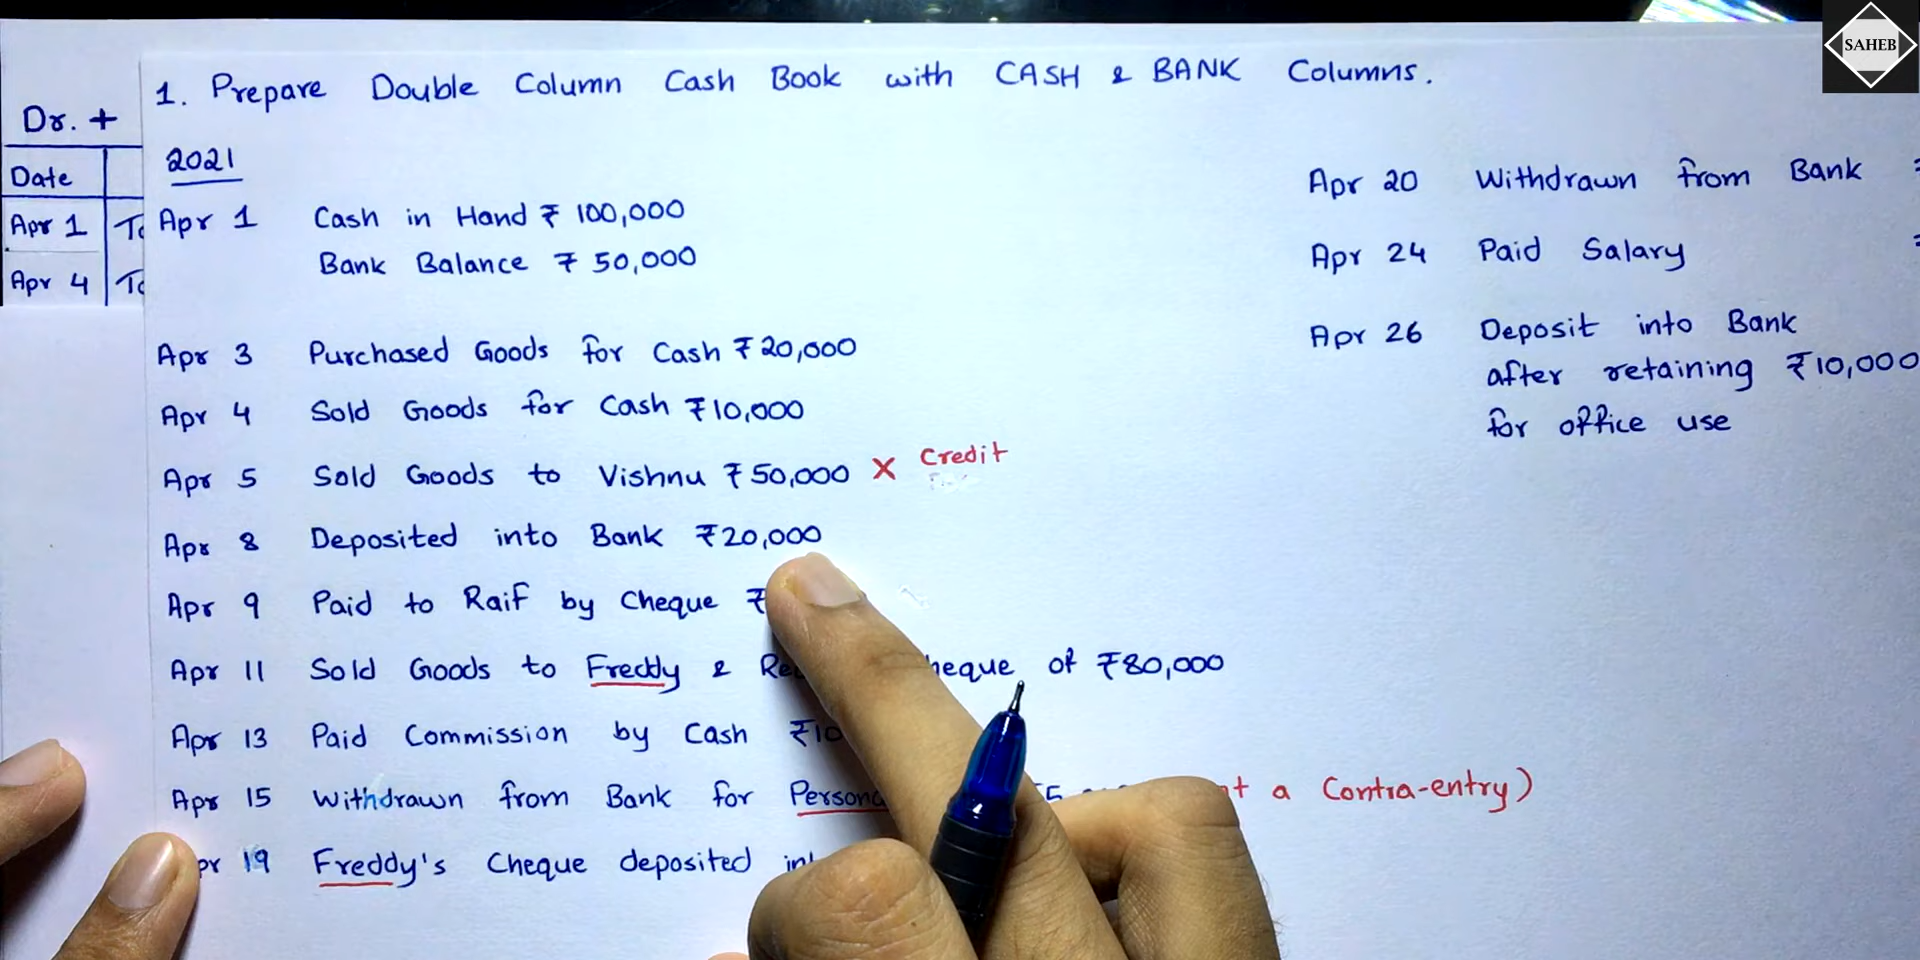 SAHEB
1. Prepare Double Column Cash Book with CASH & BANK Columns.
Dr. +
Date
Apr 1
Apr 4
2021
Apr 1 Cash in Hand ₹ 100,000
Bank Balance ₹ 50,000
Apr 3 Purchased Goods for Cash ₹20,000
Apr 4 Sold Goods for Cash ₹10,000
Apr 5 Sold Goods to Vishnu ₹50,000 X Credit
Apr 8 Deposited into Bank ₹20,000
Apr 9 Paid to Raif by Cheque ₹
Apr 11 Sold Goods to Freddy & of ₹80,000
Apr 13 Paid Commission by Cash
Apr 15 Withdrawn from Bank for a Contra-entry)
19 Freddy's Cheque deposited
Apr 20 Withdrawn from Bank
Apr 24 Paid Salary
Apr 26 Deposit into Bank
after retaining ₹10,000
for office use